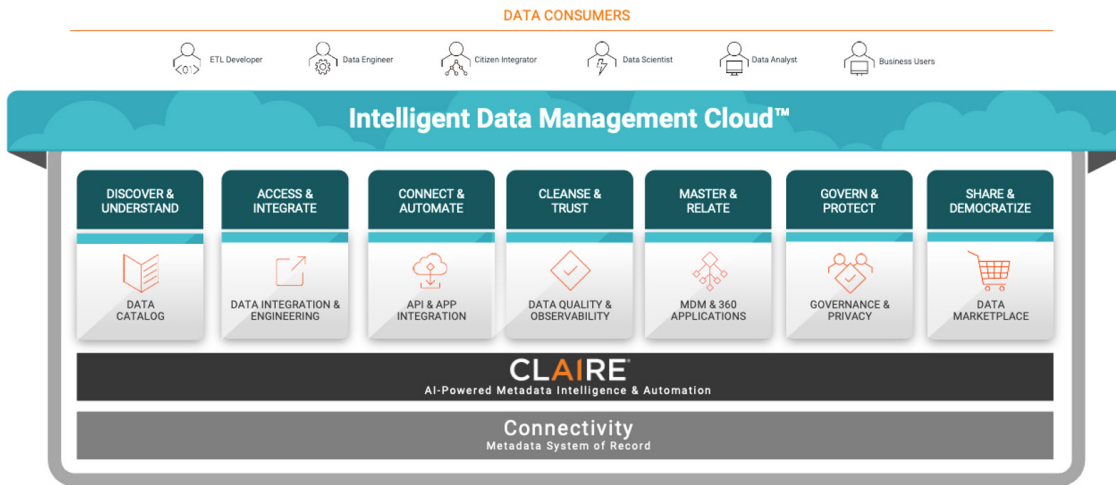 DATA CONSUMERS
ETL Developer
Data Engineer
Citizen Integrator
Data Scientist
Data Analyst
Business Users
<01>
Intelligent Data Management Cloud™
DISCOVER &
UNDERSTAND
ACCESS &
INTEGRATE
CONNECT &
AUTOMATE
CLEANSE &
TRUST
MASTER &
RELATE
GOVERN &
PROTECT
SHARE &
DEMOCRATIZE
DATA
CATALOG
DATA INTEGRATION &
ENGINEERING
API & APP
INTEGRATION
DATA QUALITY &
OBSERVABILITY
MDM & 360
APPLICATIONS
GOVERNANCE &
PRIVACY
DATA
MARKETPLACE
CLAIRE®
AI-Powered Metadata Intelligence & Automation
Connectivity
Metadata System of Record